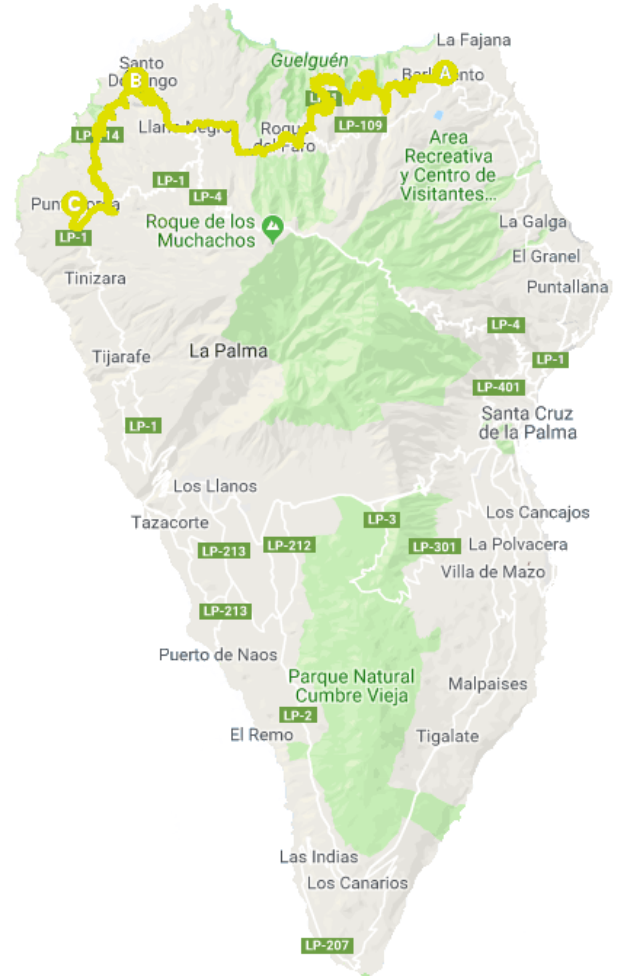 La Fajana
Guelguén
Santo
B
A
LP-109
Area
Recreativa
y Centro de
Visitantes...
LP-1
LP-4
C
Roque de los
Muchachos
La Galga
LP-1
El Granel
Tinizara
Puntallana
LP-4
Tijarafe
La Palma
LP-1
LP-401
Santa Cruz
de la Palma
LP-1
Los Llanos
Tazacorte
LP-3
Los Cancajos
LP-213
LP-212
LP-301
La Polvacera
Villa de Mazo
LP-213
Puerto de Naos
Parque Natural
Cumbre Vieja
Malpaises
LP-2
El Remo
Tigalate
Las Indias
Los Canarios
LP-207